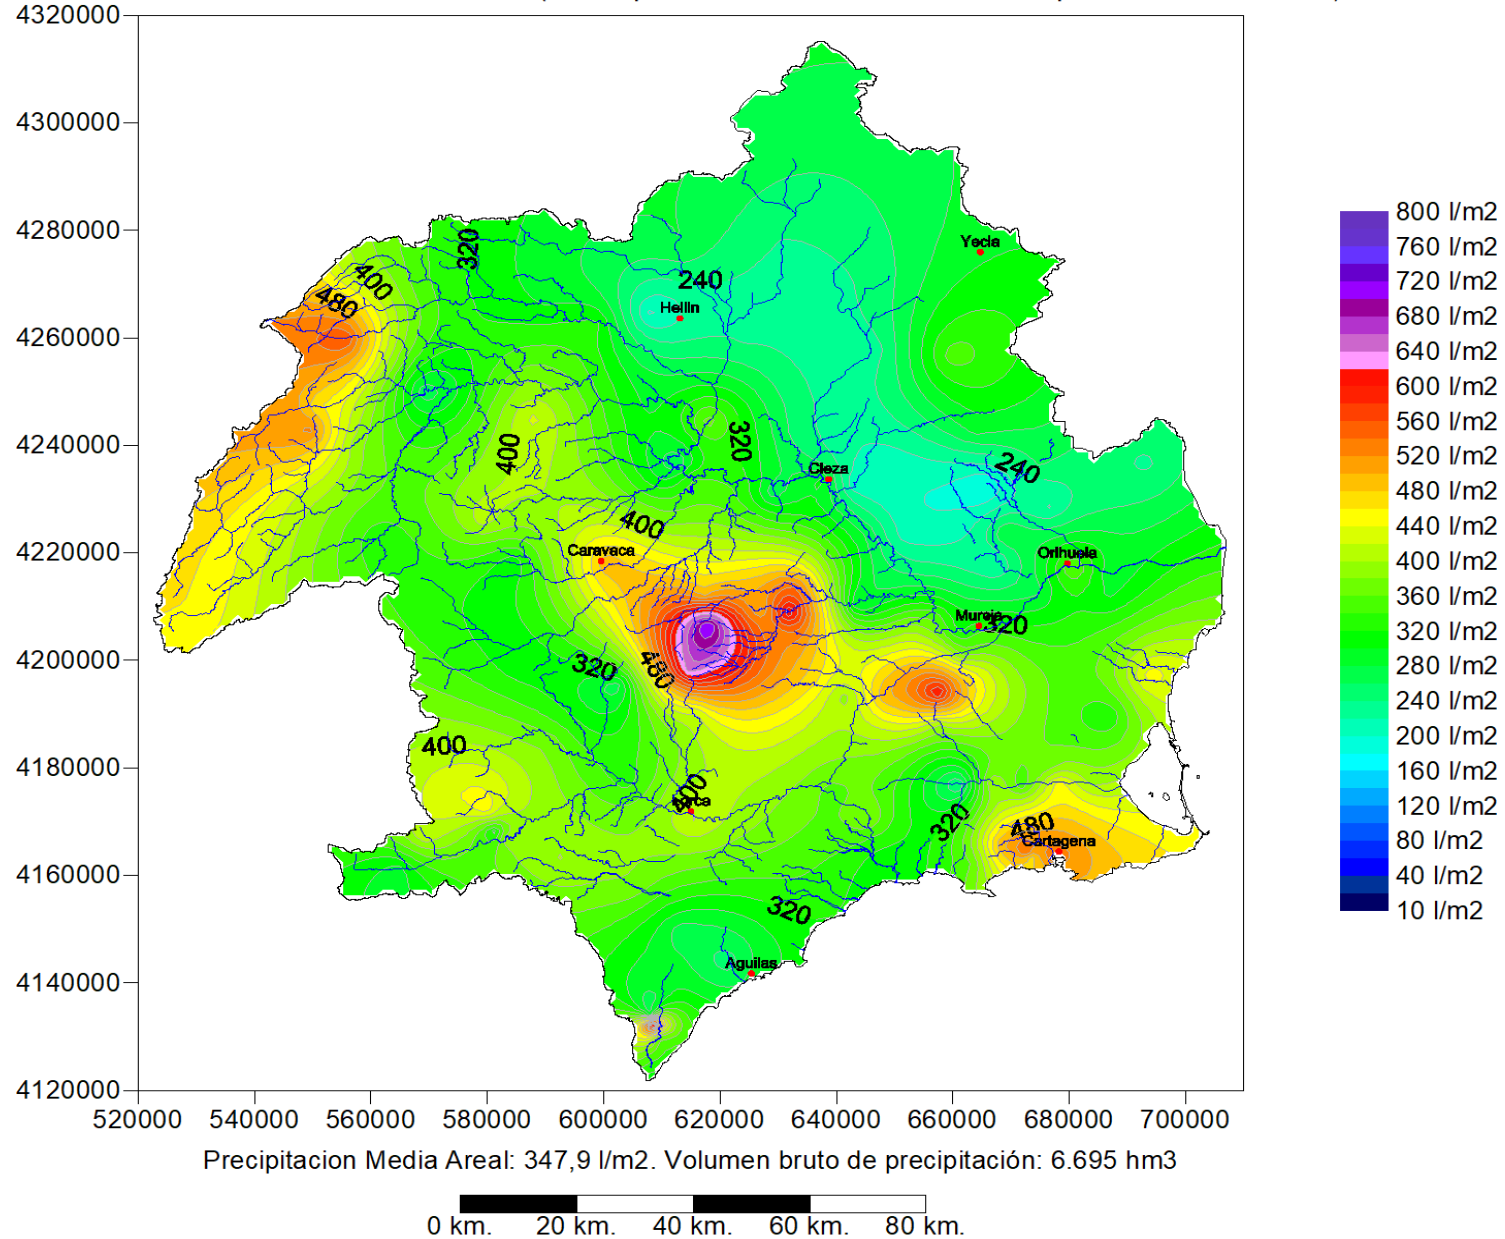 4320000
4300000
4280000
4260000
4240000
4220000
4200000
4180000
4160000
4140000
4120000
520000 540000 560000 580000 600000 620000 640000 660000 680000 700000
Yecla
320
400
480
240
Hellin
320
400
240
Cieza
400
Caravaca
Orihuela
Murcia
320
320
480
400
400
Lorca
320
480
Cartagena
320
Aguilas
800 l/m2
760 l/m2
720 l/m2
680 l/m2
640 l/m2
600 l/m2
560 l/m2
520 l/m2
480 l/m2
440 l/m2
400 l/m2
360 l/m2
320 l/m2
280 l/m2
240 l/m2
200 l/m2
160 l/m2
120 l/m2
80 l/m2
40 l/m2
10 l/m2
Precipitacion Media Areal: 347,9 l/m2. Volumen bruto de precipitación: 6.695 hm3
0 km. 20 km. 40 km. 60 km. 80 km.